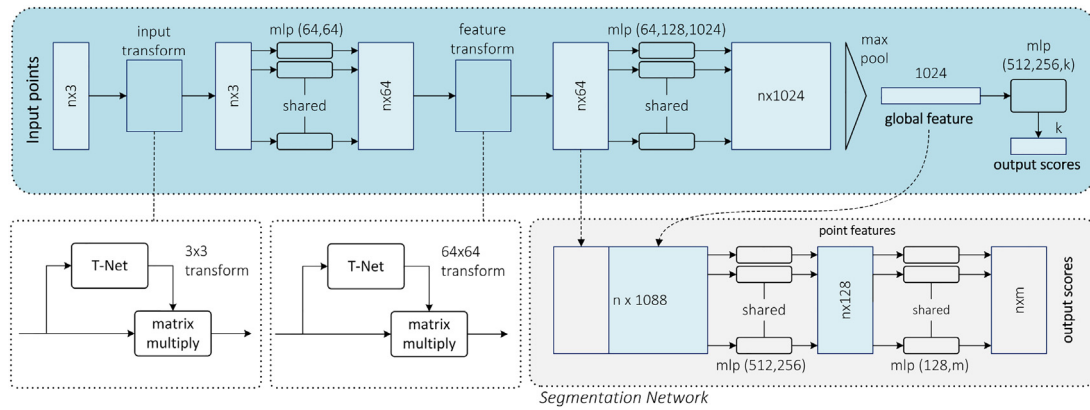 Input points
nx3
input
transform
nx3
mlp (64,64)
shared
nx64
feature
transform
nx64
mlp (64,128,1024)
shared
nx1024
max
pool
1024
global feature
mlp
(512,256,k)
k
output scores
T-Net
3x3
transform
matrix
multiply
T-Net
64x64
transform
matrix
multiply
point features
n x 1088
shared
mlp (512,256)
nx128
shared
mlp (128,m)
nxm
output scores
Segmentation Network